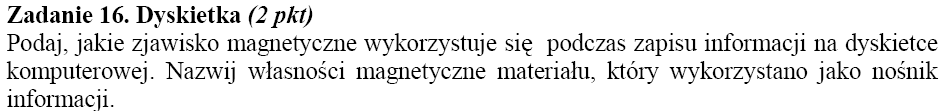 Zadanie 16. Dyskietka (2 pkt)
Podaj, jakie zjawisko magnetyczne wykorzystuje się podczas zapisu informacji na dyskietce
komputerowej. Nazwij własności magnetyczne materiału, który wykorzystano jako nośnik
informacji.